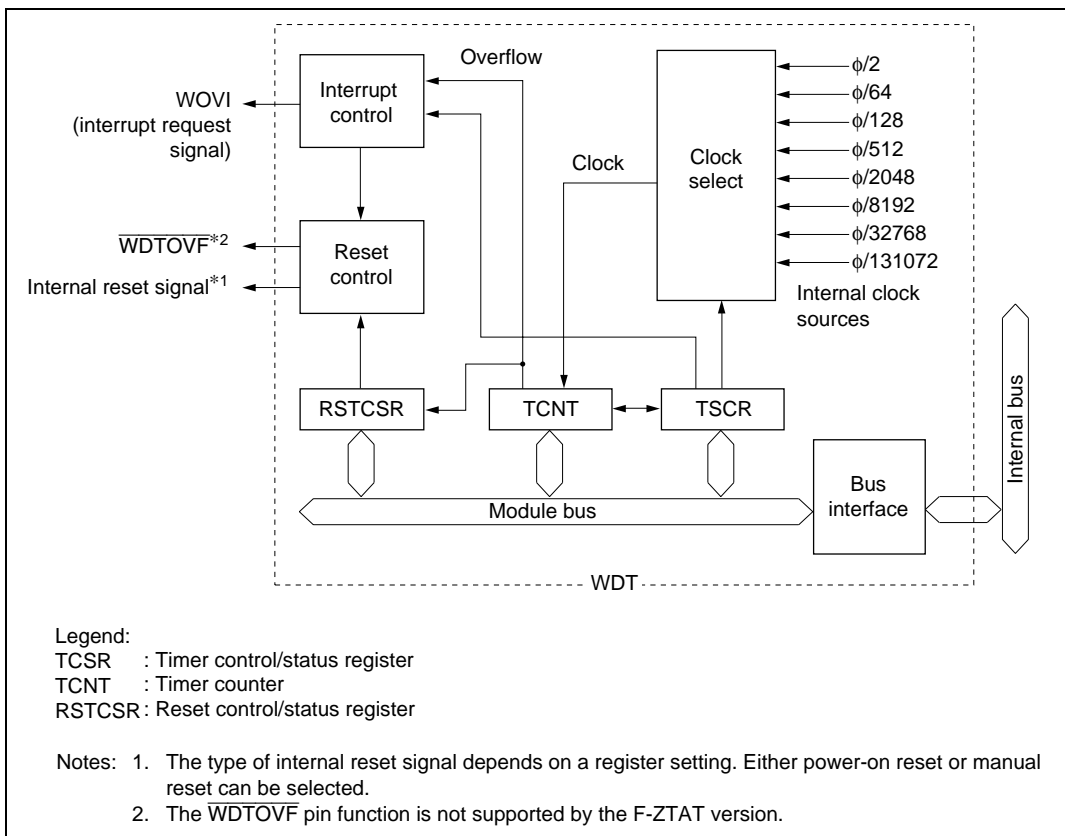 Overflow
Interrupt
control
WOVI
(interrupt request
signal)
Clock
Clock
select
ϕ/2
ϕ/64
ϕ/128
ϕ/512
ϕ/2048
ϕ/8192
ϕ/32768
ϕ/131072
Internal clock
sources
WDTOVF*2
Internal reset signal*1
Reset
control
RSTCSR
TCNT
TSCR
Module bus
Bus
interface
Internal bus
WDT
Legend:
TCSR : Timer control/status register
TCNT : Timer counter
RSTCSR : Reset control/status register
Notes: 1. The type of internal reset signal depends on a register setting. Either power-on reset or manual
reset can be selected.
2. The WDTOVF pin function is not supported by the F-ZTAT version.